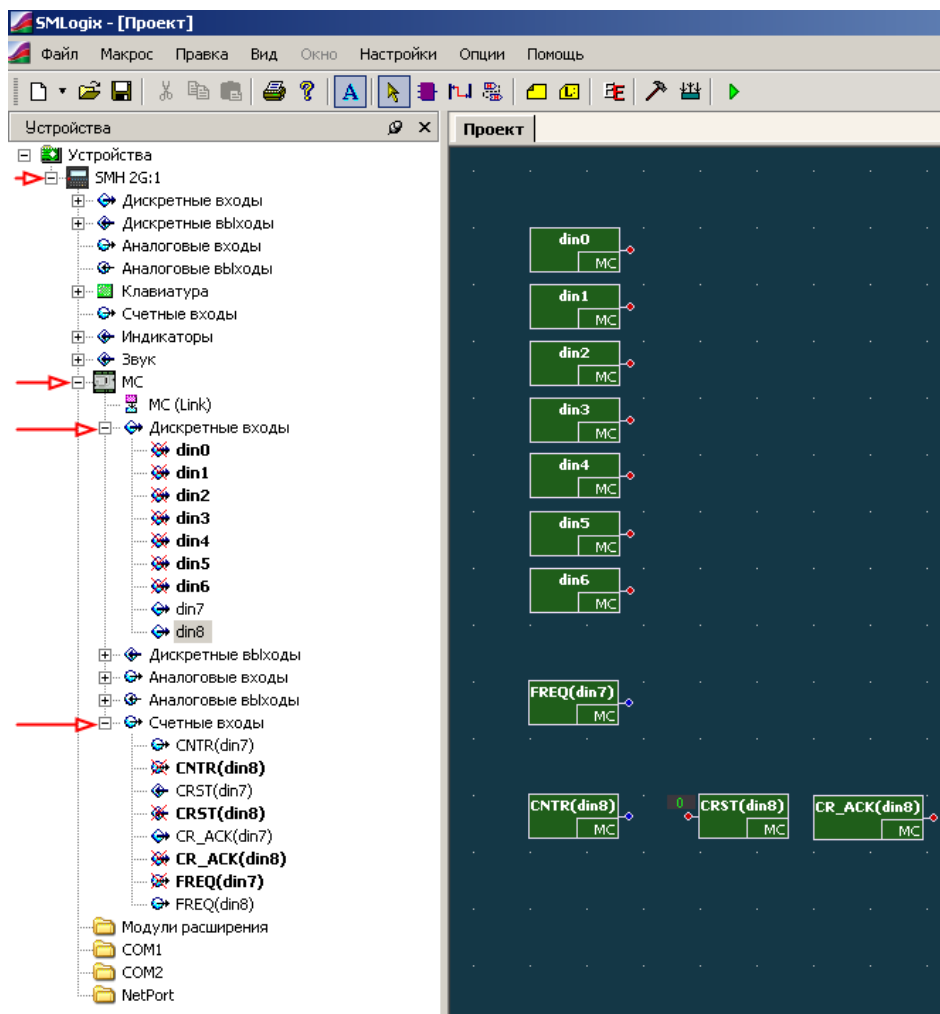 SMLogix - [Проект]
Файл Макрос Правка Вид Окно Настройки Опции Помощь
Устройства
Проект
Устройства
SMH 2G:1
Дискретные входы
Дискретные вЫходы
Аналоговые входы
Аналоговые вЫходы
Клавиатура
Счетные входы
Индикаторы
Звук
MC
MC (Link)
Дискретные входы
din0
din1
din2
din3
din4
din5
din6
din7
din8
Дискретные вЫходы
Аналоговые входы
Аналоговые вЫходы
Счетные входы
CNTR(din7)
CNTR(din8)
CRST(din7)
CRST(din8)
CR_ACK(din7)
CR_ACK(din8)
FREQ(din7)
FREQ(din8)
Модули расширения
COM1
COM2
NetPort
din0
MC
din1
MC
din2
MC
din3
MC
din4
MC
din5
MC
din6
MC
FREQ(din7)
MC
CNTR(din8)
MC
0
CRST(din8)
MC
CR_ACK(din8)
MC